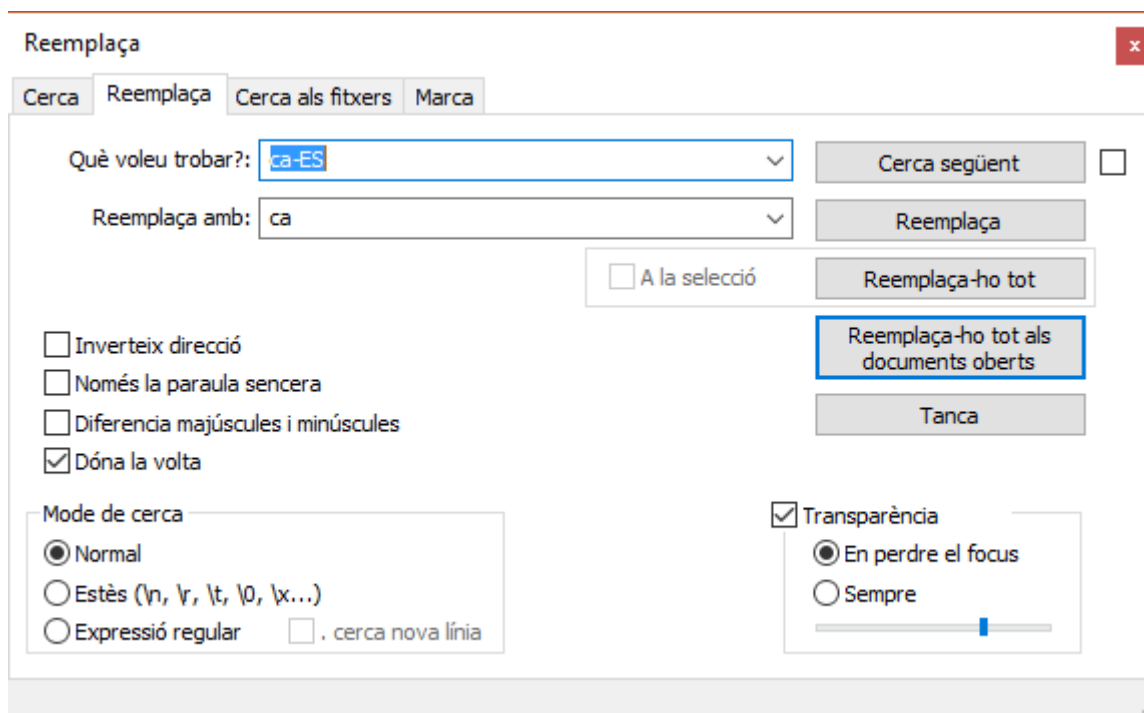 Reemplaça
x
Cerca Reemplaça Cerca als fitxers Marca
Què voleu trobar?: ca-ES Cerca següent
Reemplaça amb: ca Reemplaça
A la selecció Reemplaça-ho tot
Reemplaça-ho tot als
documents oberts
Inverteix direcció
Només la paraula sencera
Diferencia majúscules i minúscules
Tanca
Dóna la volta
Mode de cerca
Normal
Estès (\n, \r, \t, \0, \x...)
Expressió regular . cerca nova línia
Transparència
En perdre el focus
Sempre